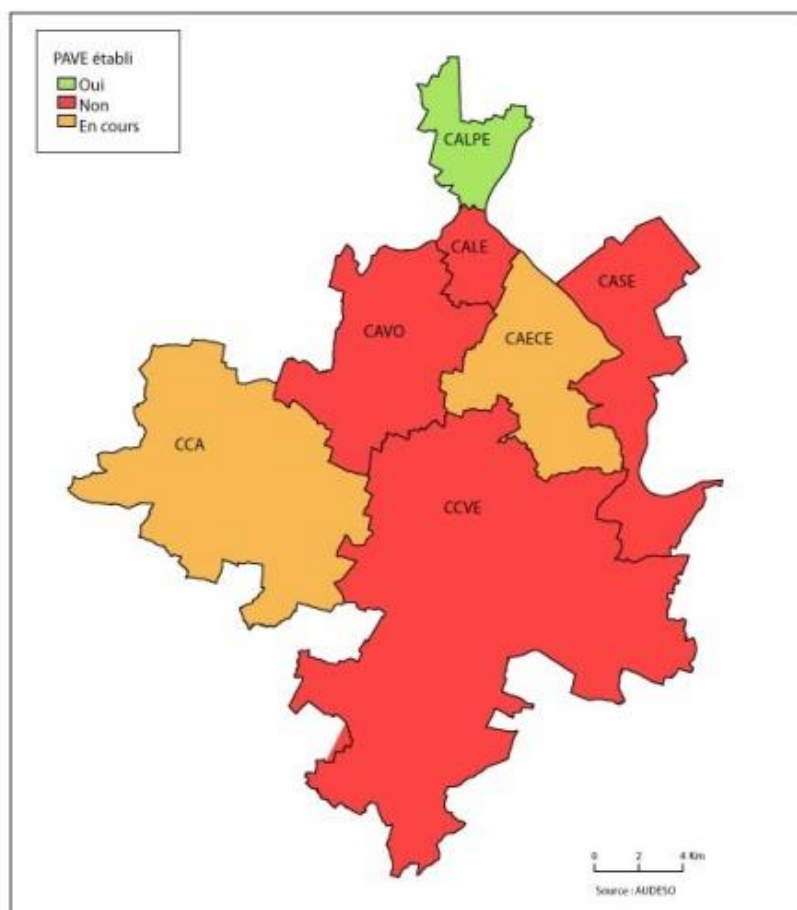 PAVE établi
Oui
Non
En cours
CALPE
CALE
CASE
CAVO
CAECE
CCA
CCVE
0 2 4 Km
Source : AUDESO